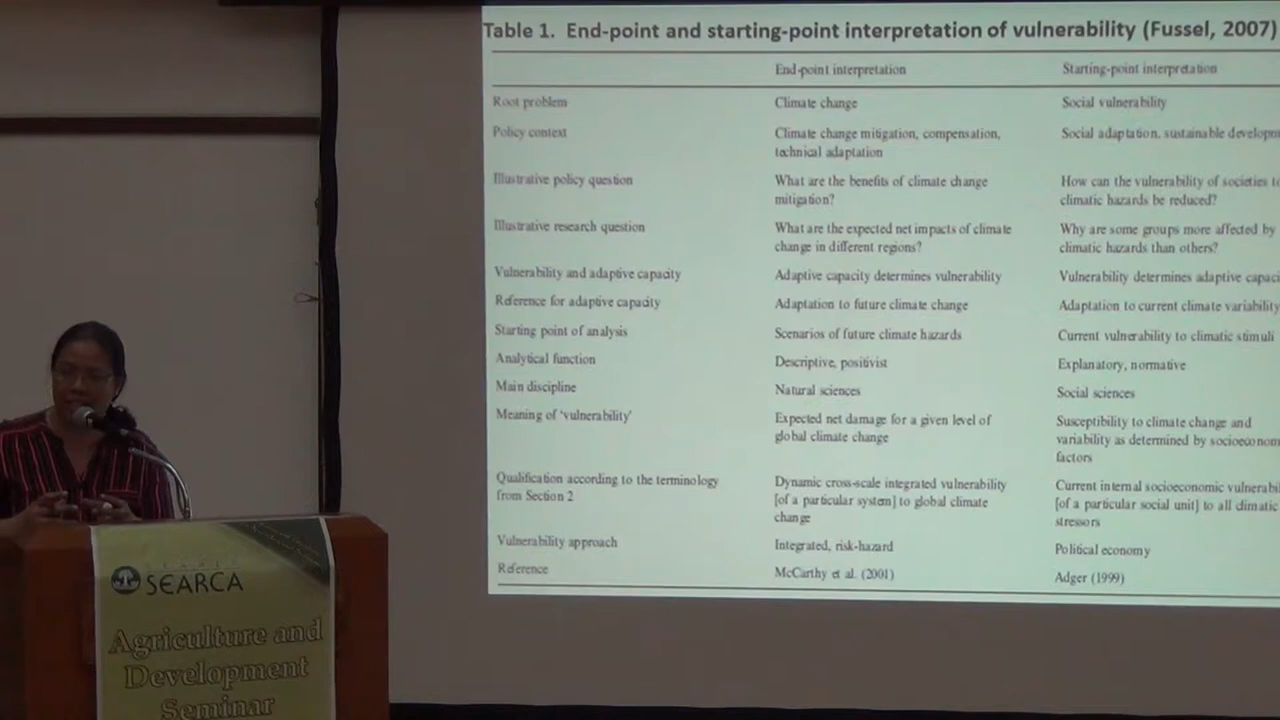 Table 1. End-point and starting-point interpretation of vulnerability (Fussel, 2007)
End-point interpretation Starting-point interpretation
Root problem Climate change Social vulnerability
Policy context Climate change mitigation, compensation, Social adaptation, sustainable develop
technical adaptation
Illustrative policy question What are the benefits of climate change How can the vulnerability of societies to
mitigation? climatic hazards be reduced?
Illustrative research question What are the expected net impacts of climate Why are some groups more affected by
change in different regions? climatic hazards than others?
Vulnerability and adaptive capacity Adaptive capacity determines vulnerability Vulnerability determines adaptive capaci
Reference for adaptive capacity Adaptation to future climate change Adaptation to current climate variability
Starting point of analysis Scenarios of future climate hazards Current vulnerability to climatic stimuli
Analytical function Descriptive, positivist Explanatory, normative
Main discipline Natural sciences Social sciences
Meaning of 'vulnerability' Expected net damage for a given level of Susceptibility to climate change and
global climate change variability as determined by socioeconom
factors
Qualification according to the terminology Dynamic cross-scale integrated vulnerability Current internal socioeconomic vulnerabi
from Section 2 [of a particular system] to global climate [of a particular social unit] to all climatic
change stressors
Vulnerability approach Integrated, risk-hazard Political economy
Reference McCarthy et al. (2001) Adger (1999)
SEARCA
Agriculture and
Development
Seminar